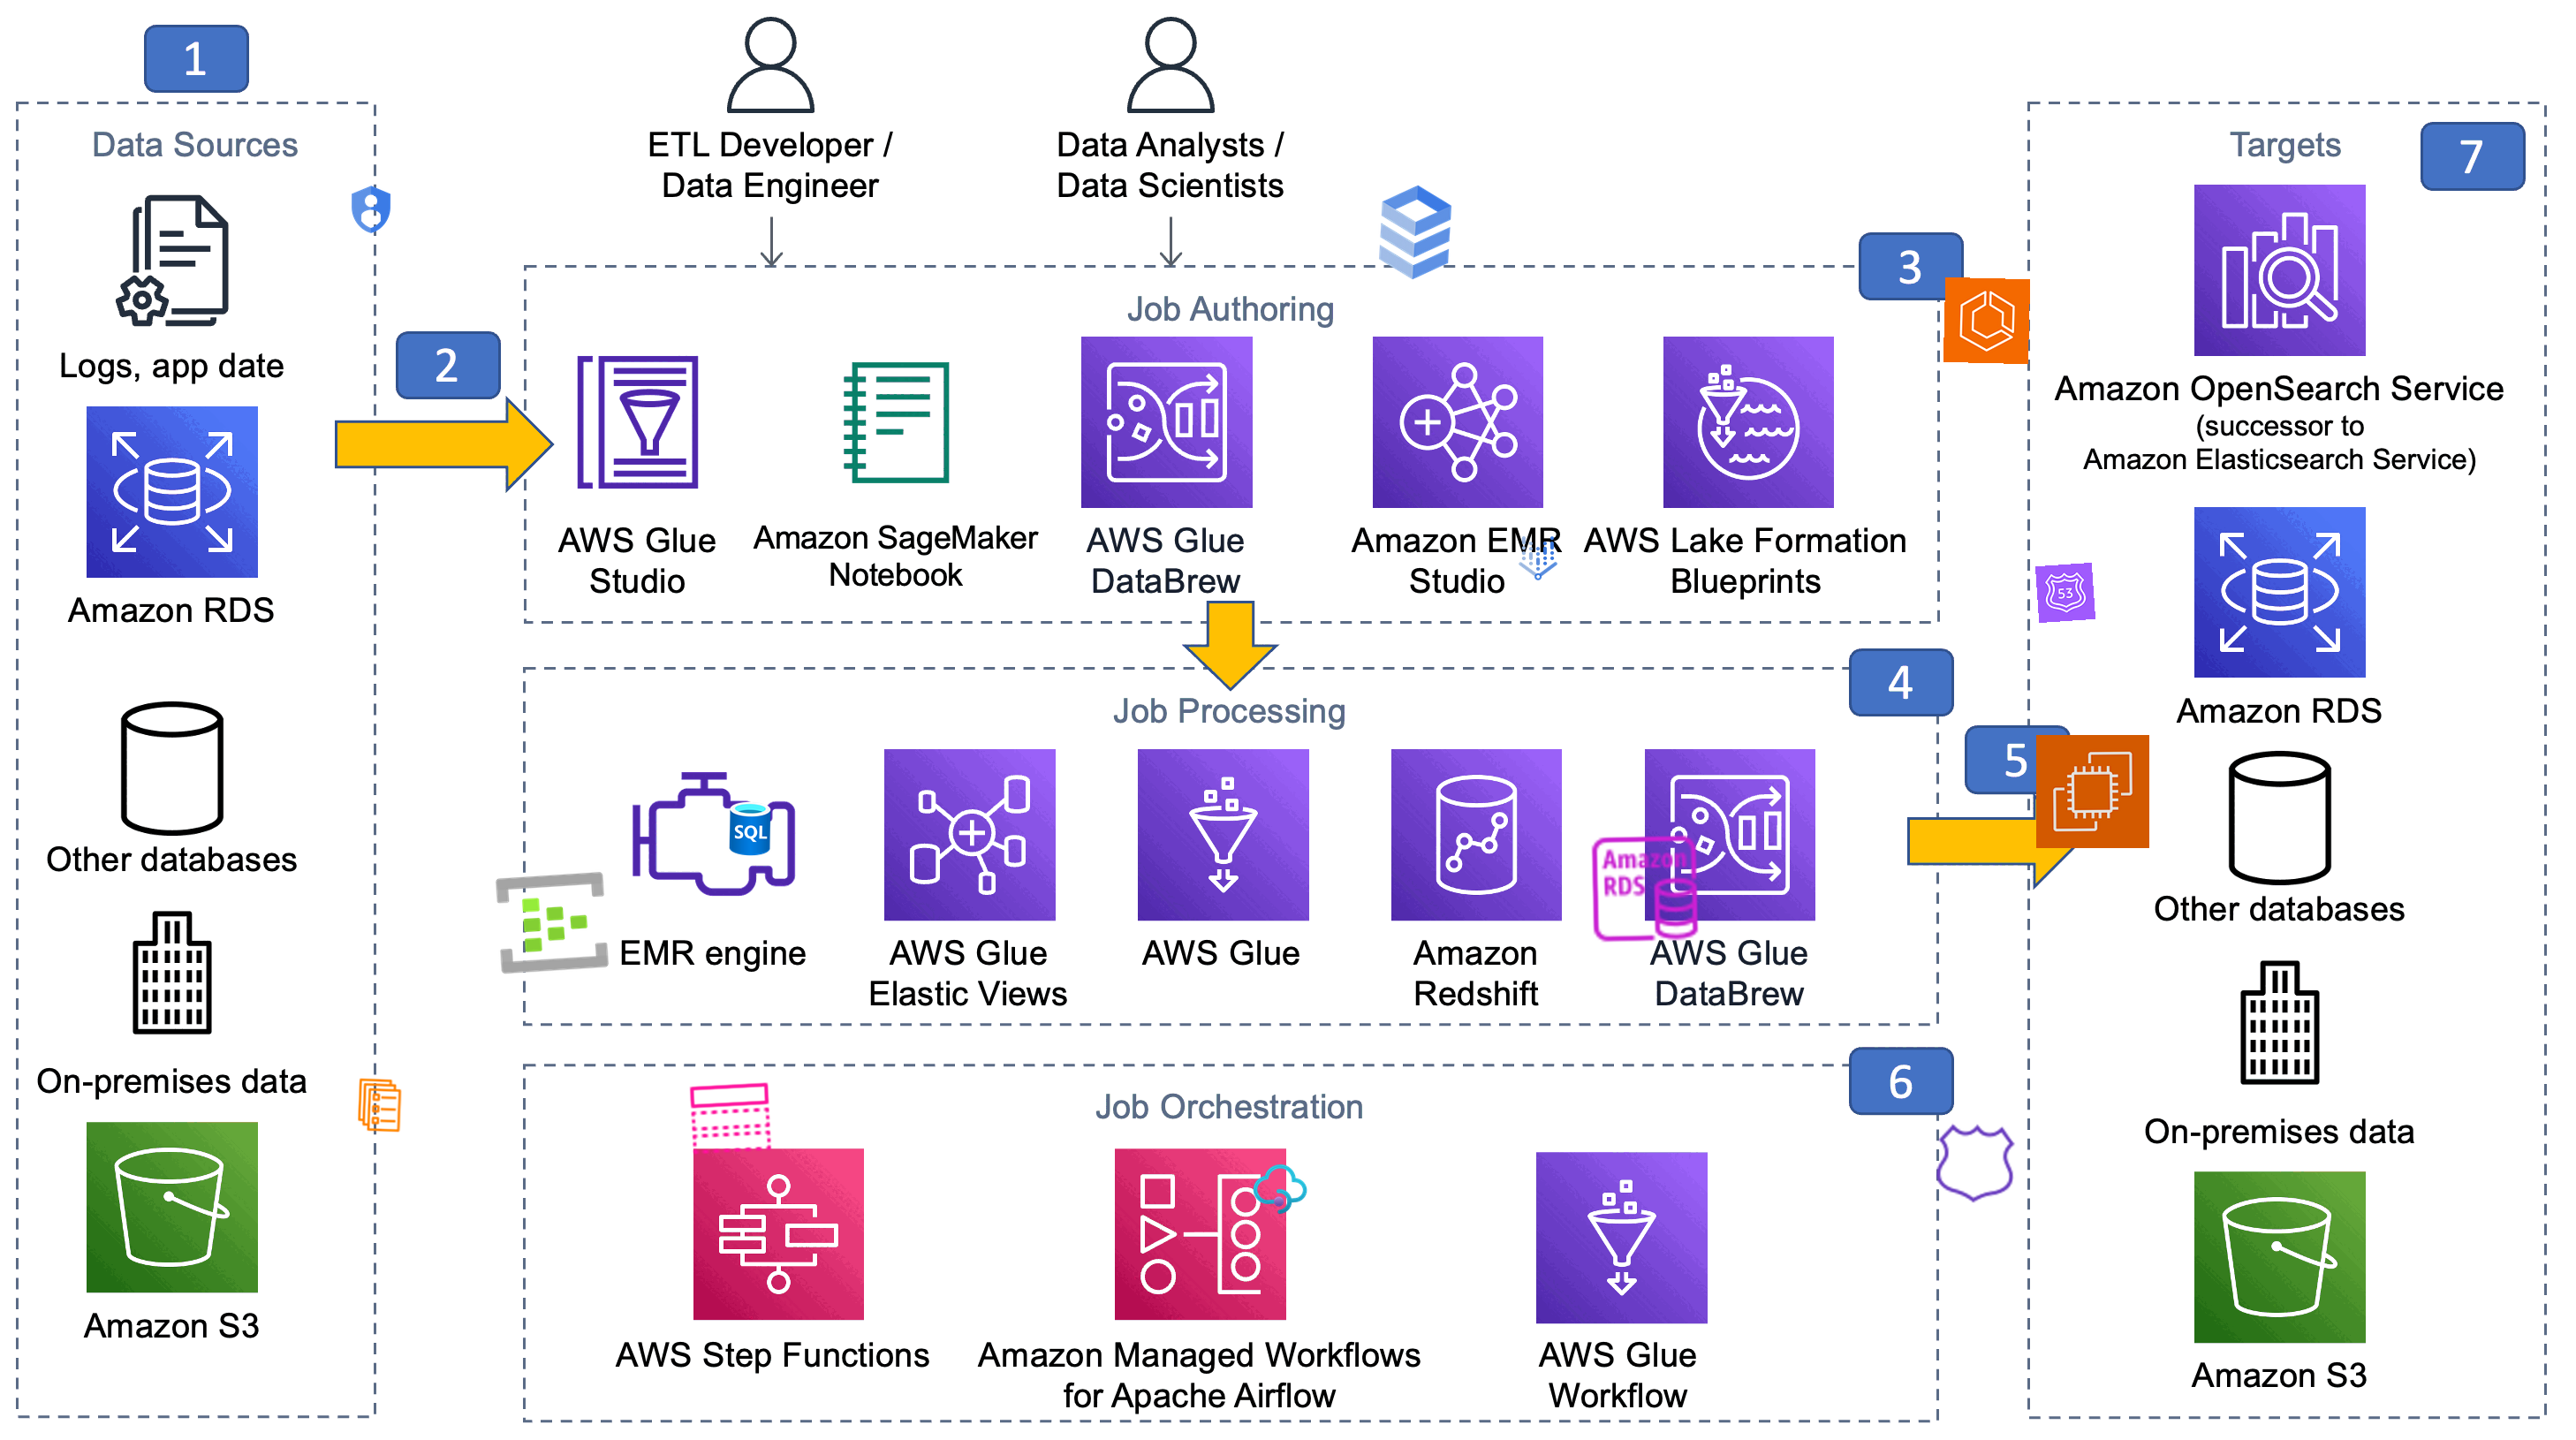 1
Data Sources
Logs, app date
Amazon RDS
Other databases
On-premises data
Amazon S3
2
ETL Developer /
Data Engineer
Data Analysts /
Data Scientists
3
Job Authoring
AWS Glue
Studio
Amazon SageMaker
Notebook
AWS Glue
DataBrew
Amazon EMR
Studio
AWS Lake Formation
Blueprints
4
Job Processing
SQL
EMR engine
AWS Glue
Elastic Views
AWS Glue
Amazon
Redshift
Amazon
RDS
AWS Glue
DataBrew
5
6
Job Orchestration
AWS Step Functions
Amazon Managed Workflows
for Apache Airflow
AWS Glue
Workflow
7
Targets
Amazon OpenSearch Service
(successor to
Amazon Elasticsearch Service)
53
Amazon RDS
Other databases
On-premises data
Amazon S3